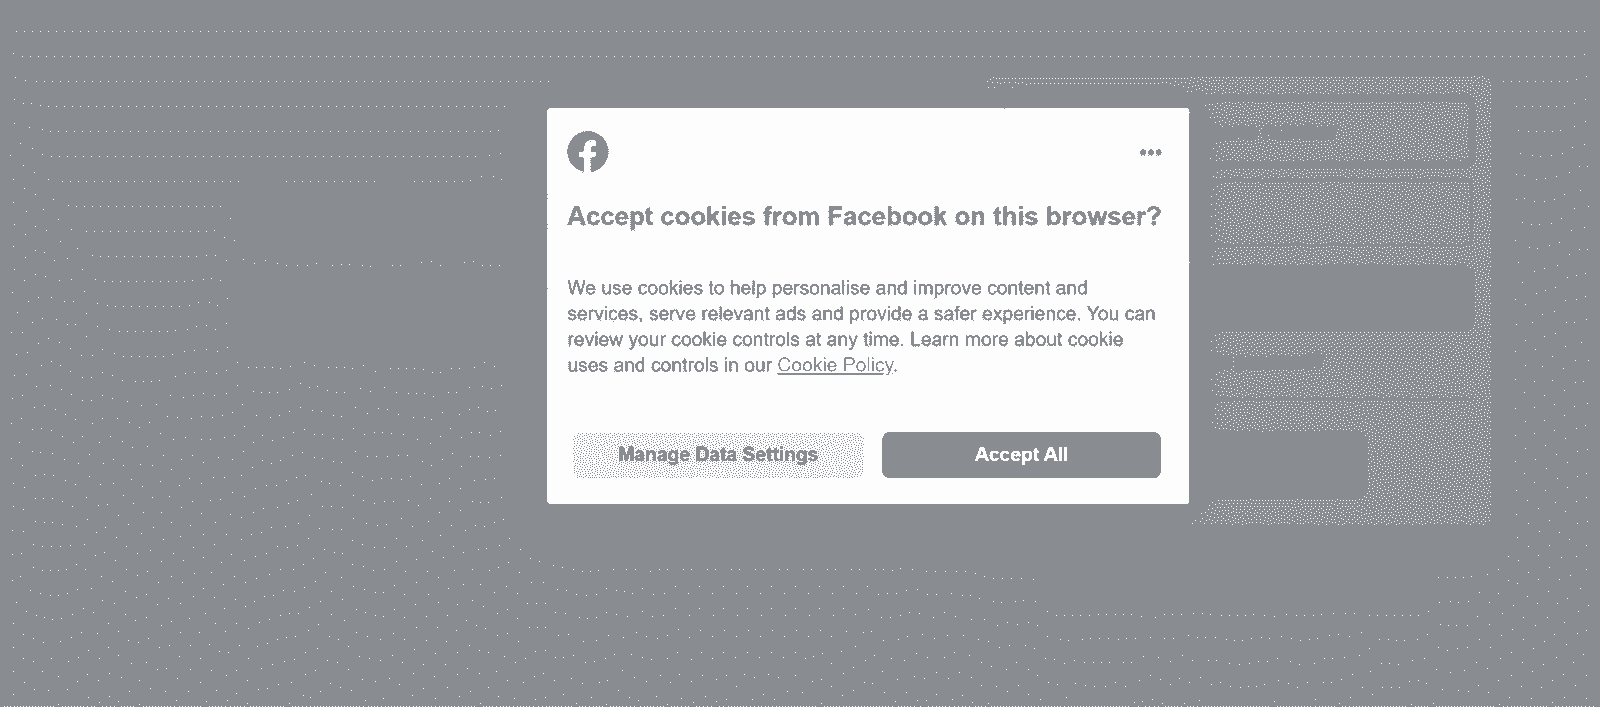 Accept cookies from Facebook on this browser?
We use cookies to help personalise and improve content and
services, serve relevant ads and provide a safer experience. You can
review your cookie controls at any time. Learn more about cookie
uses and controls in our Cookie Policy.
Manage Data Settings
Accept All